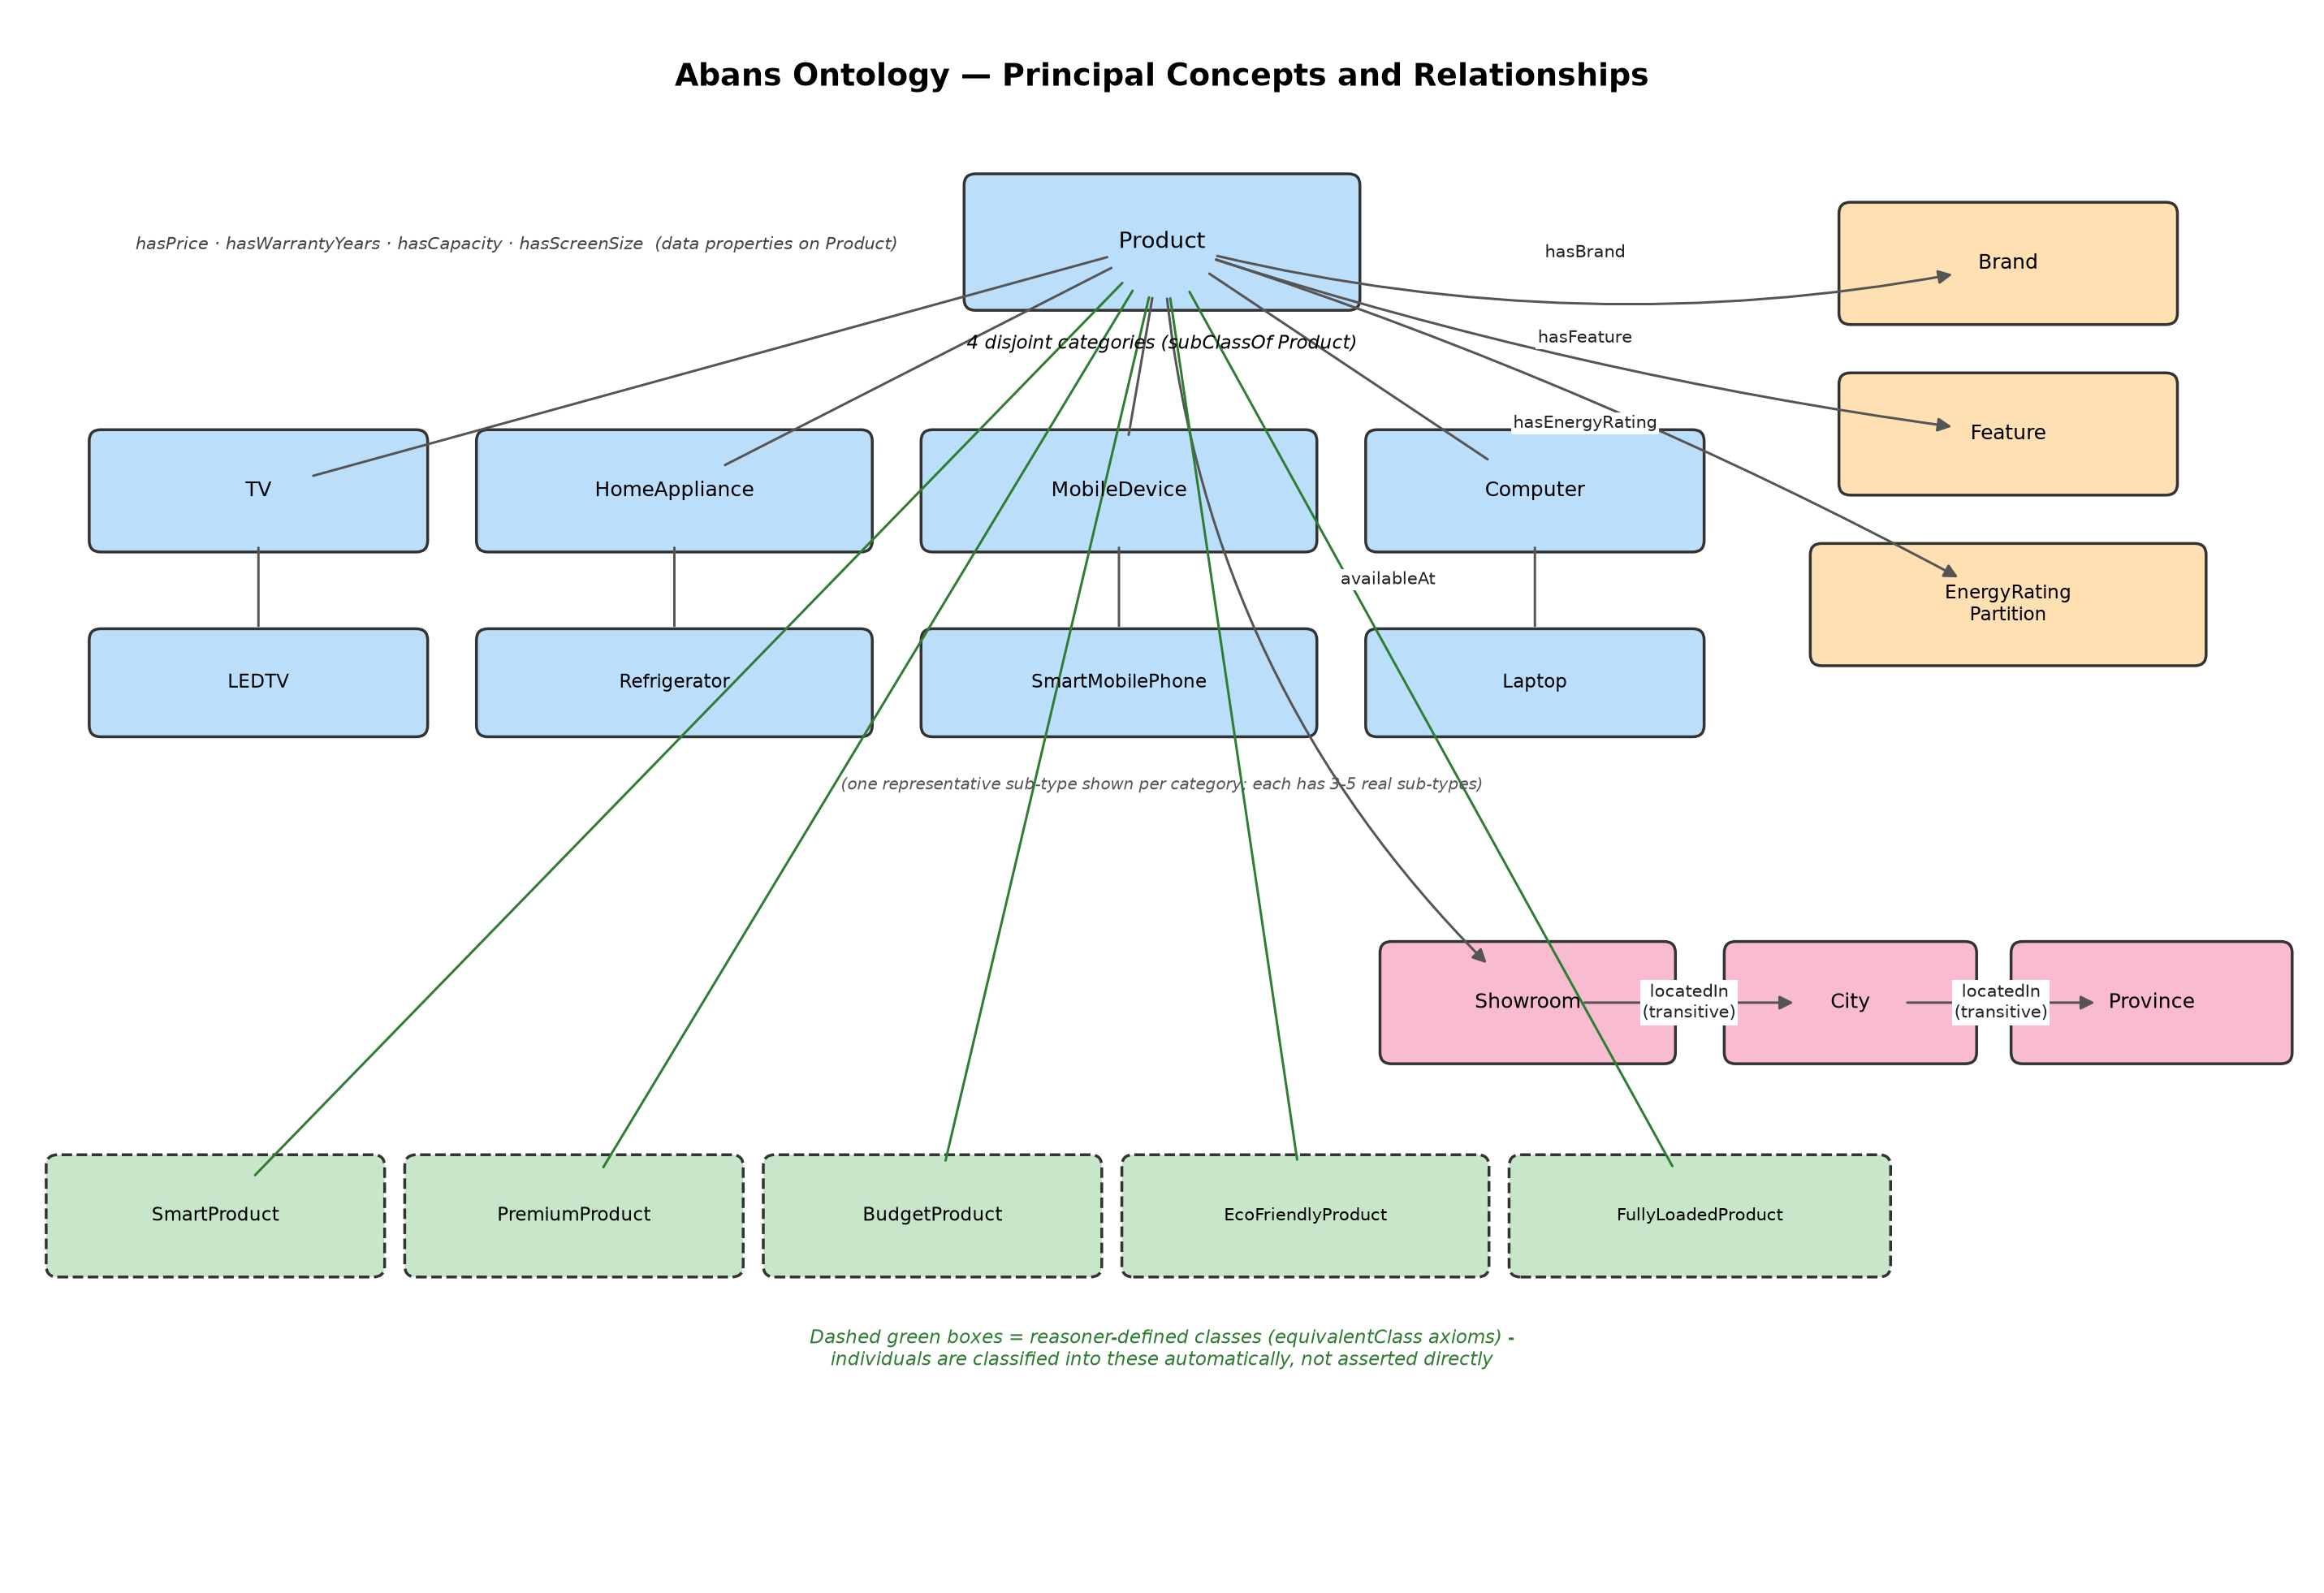 Abans Ontology — Principal Concepts and Relationships
Product
hasPrice · hasWarrantyYears · hasCapacity · hasScreenSize  (data properties on Product)
hasBrand
Brand
4 disjoint categories (subClassOf Product)
hasFeature
Feature
hasEnergyRating
TV
HomeAppliance
MobileDevice
Computer
availableAt
EnergyRating
Partition
LEDTV
Refrigerator
SmartMobilePhone
Laptop
(one representative sub-type shown per category; each has 3-5 real sub-types)
Showroom
locatedIn
(transitive)
City
locatedIn
(transitive)
Province
SmartProduct
PremiumProduct
BudgetProduct
EcoFriendlyProduct
FullyLoadedProduct
Dashed green boxes = reasoner-defined classes (equivalentClass axioms) -
individuals are classified into these automatically, not asserted directly